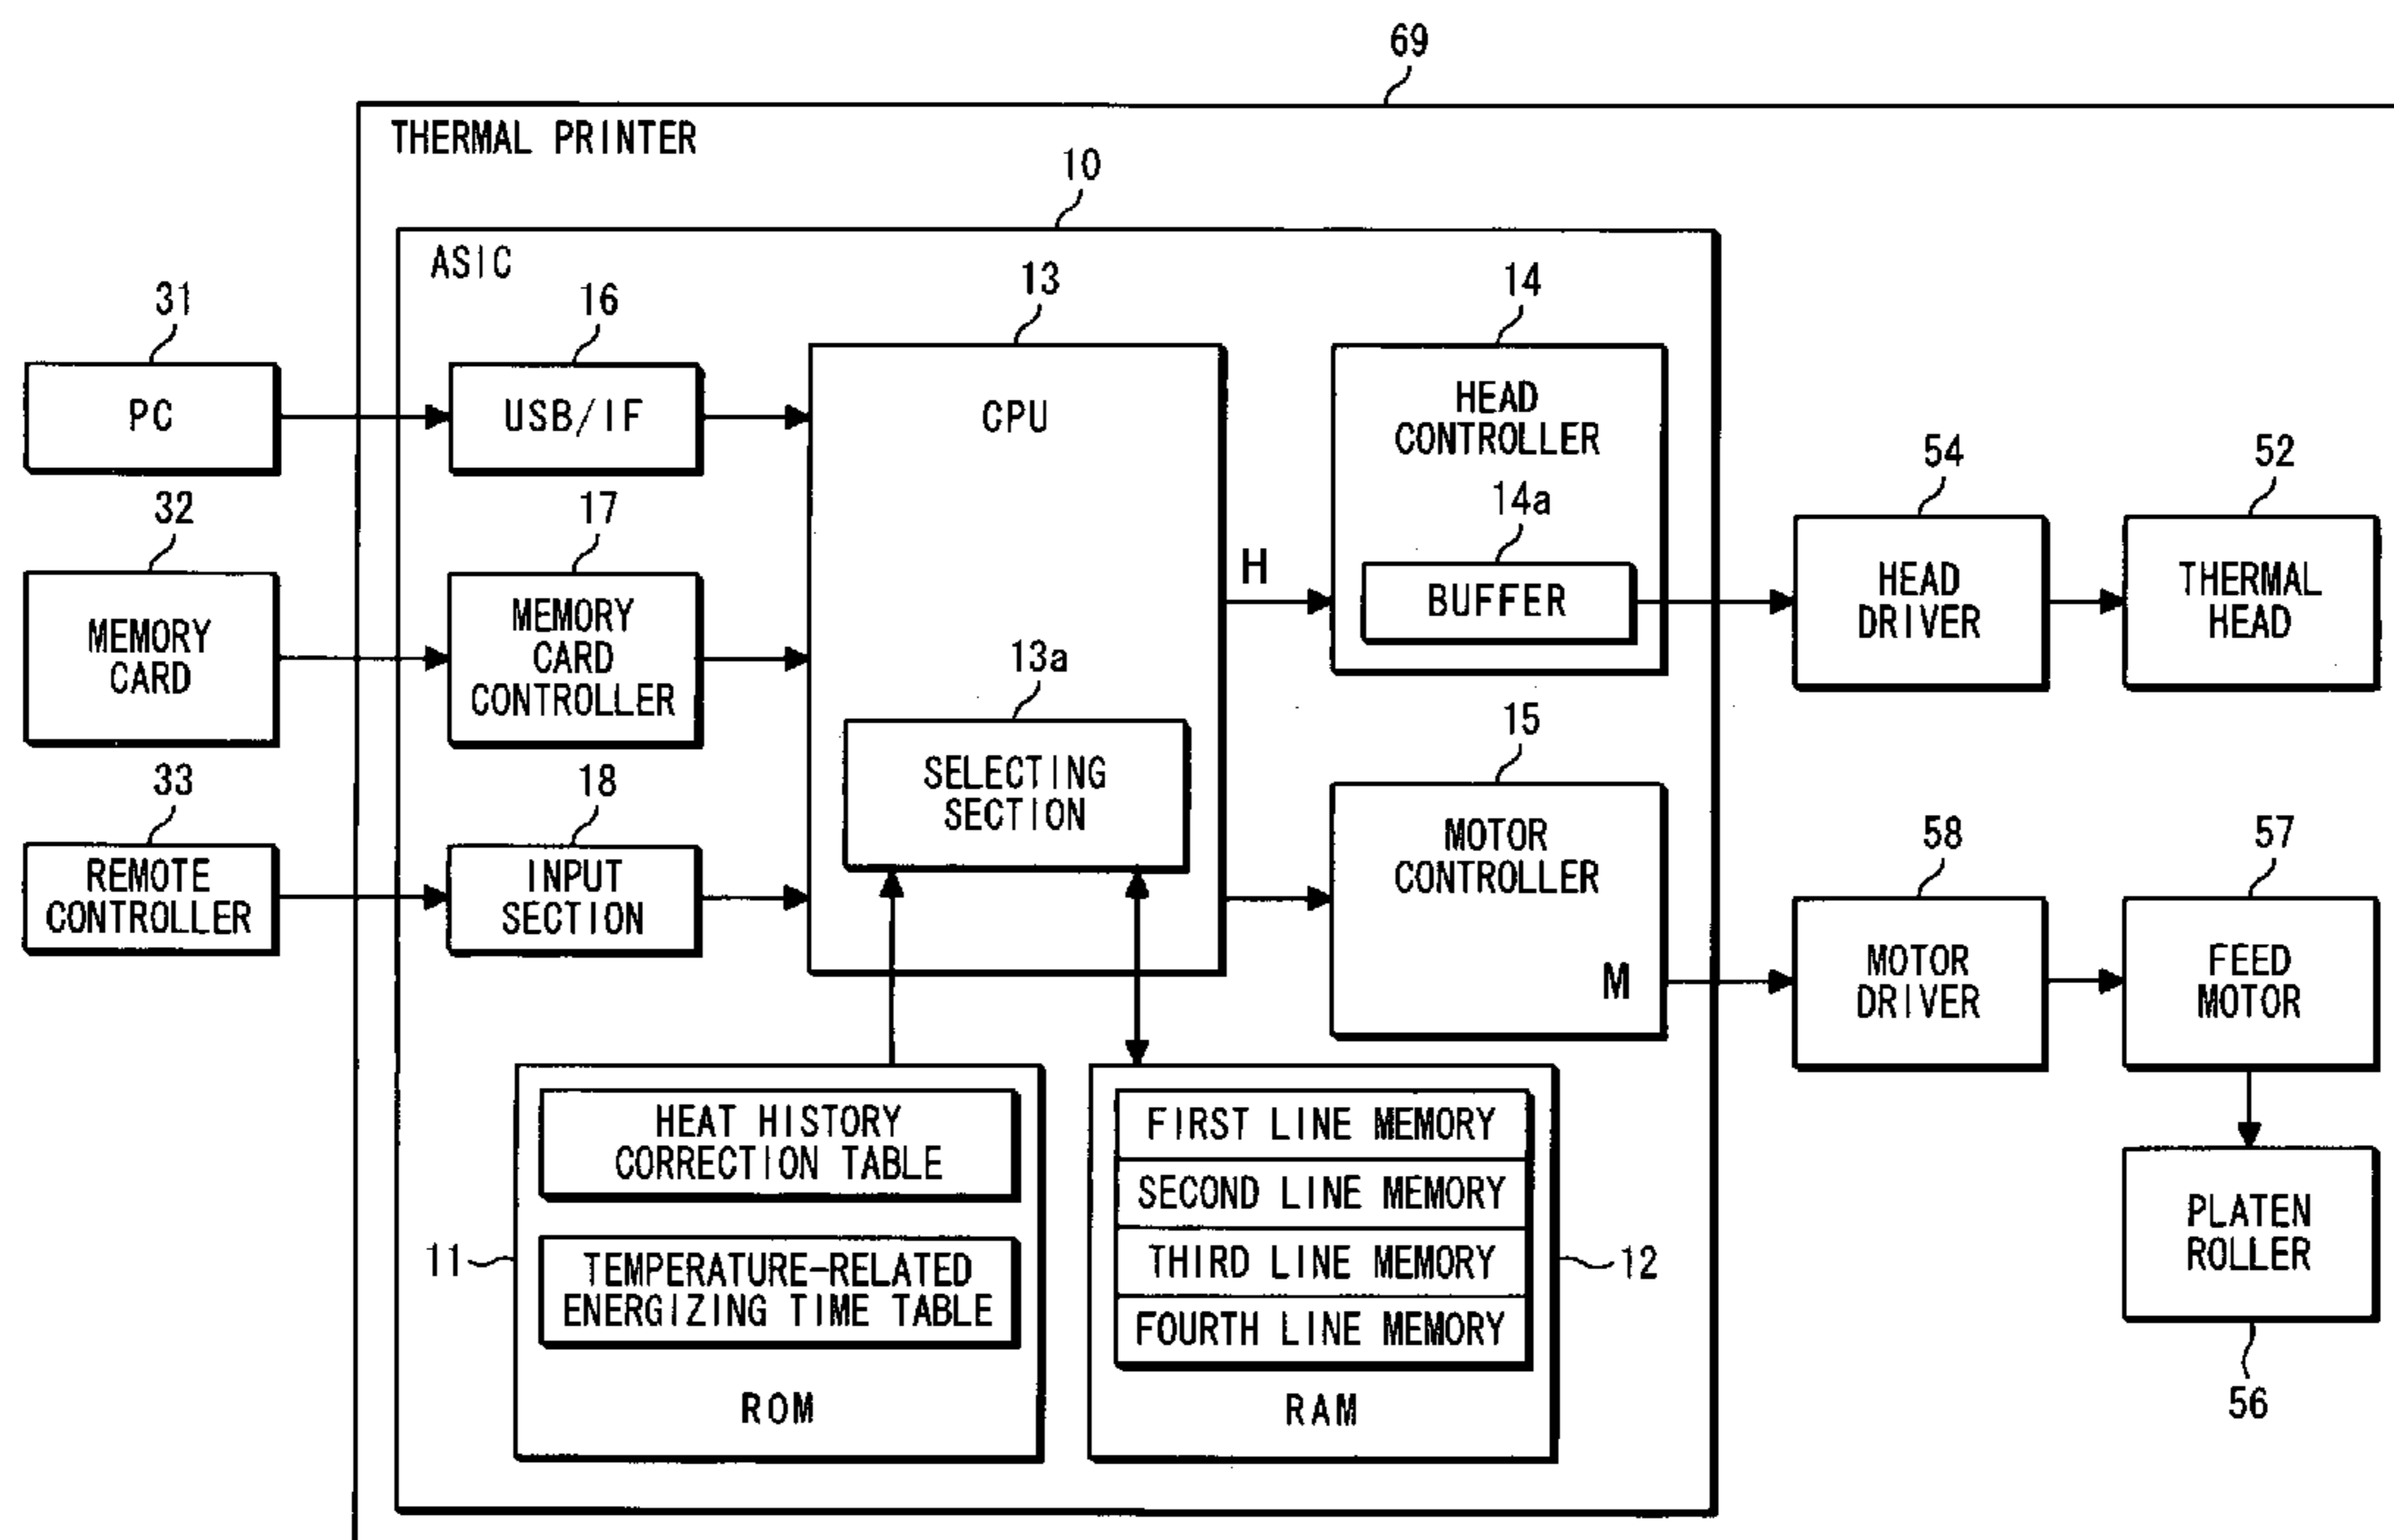 69
THERMAL PRINTER
10
ASIC
31
16
13
14
PC
USB/IF
CPU
HEAD
CONTROLLER
14a
BUFFER
H
54
52
HEAD
DRIVER
THERMAL
HEAD
32
17
MEMORY
CARD
MEMORY
CARD
CONTROLLER
13a
SELECTING
SECTION
15
MOTOR
CONTROLLER
M
33
18
REMOTE
CONTROLLER
INPUT
SECTION
58
57
MOTOR
DRIVER
FEED
MOTOR
11
HEAT HISTORY
CORRECTION TABLE
TEMPERATURE-RELATED
ENERGIZING TIME TABLE
ROM
FIRST LINE MEMORY
SECOND LINE MEMORY
THIRD LINE MEMORY
FOURTH LINE MEMORY
RAM
12
PLATEN
ROLLER
56